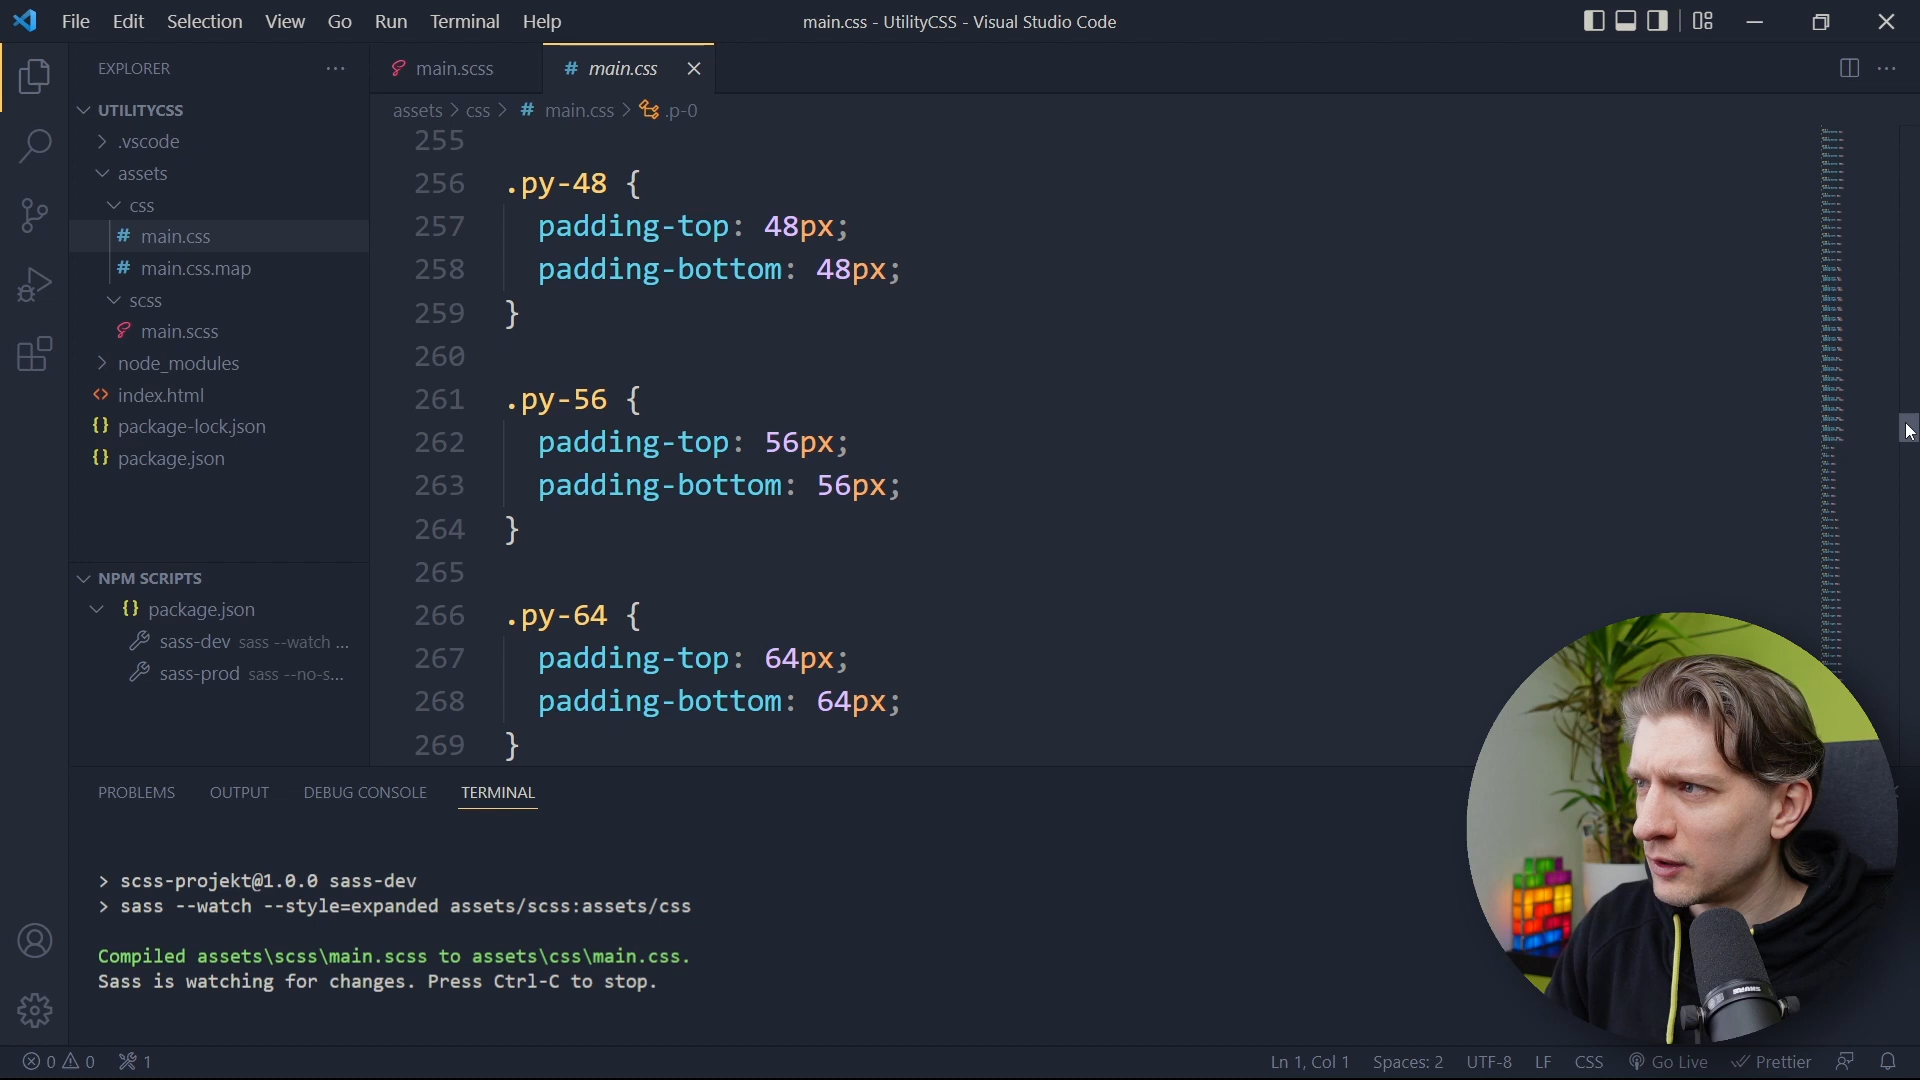 File Edit Selection View Go Run Terminal Help
main.css - UtilityCSS - Visual Studio Code
EXPLORER
UTILITYCSS
.vscode
assets
css
main.css
main.css.map
scss
main.scss
node_modules
index.html
package-lock.json
package.json
NPM SCRIPTS
package.json
sass-dev sass --watch ...
sass-prod sass --no-s...
main.scss
main.css
assets > css > # main.css > .p-0
255
256 .py-48 {
257 padding-top: 48px;
258 padding-bottom: 48px;
259 }
260
261 .py-56 {
262 padding-top: 56px;
263 padding-bottom: 56px;
264 }
265
266 .py-64 {
267 padding-top: 64px;
268 padding-bottom: 64px;
269 }
PROBLEMS OUTPUT DEBUG CONSOLE TERMINAL
> scss-projekt@1.0.0 sass-dev
> sass --watch --style=expanded assets/scss:assets/css
Compiled assets\scss\main.scss to assets\css\main.css.
Sass is watching for changes. Press Ctrl-C to stop.
SHURE
0 0 1
Ln 1, Col 1 Spaces: 2 UTF-8 LF CSS Go Live Prettier